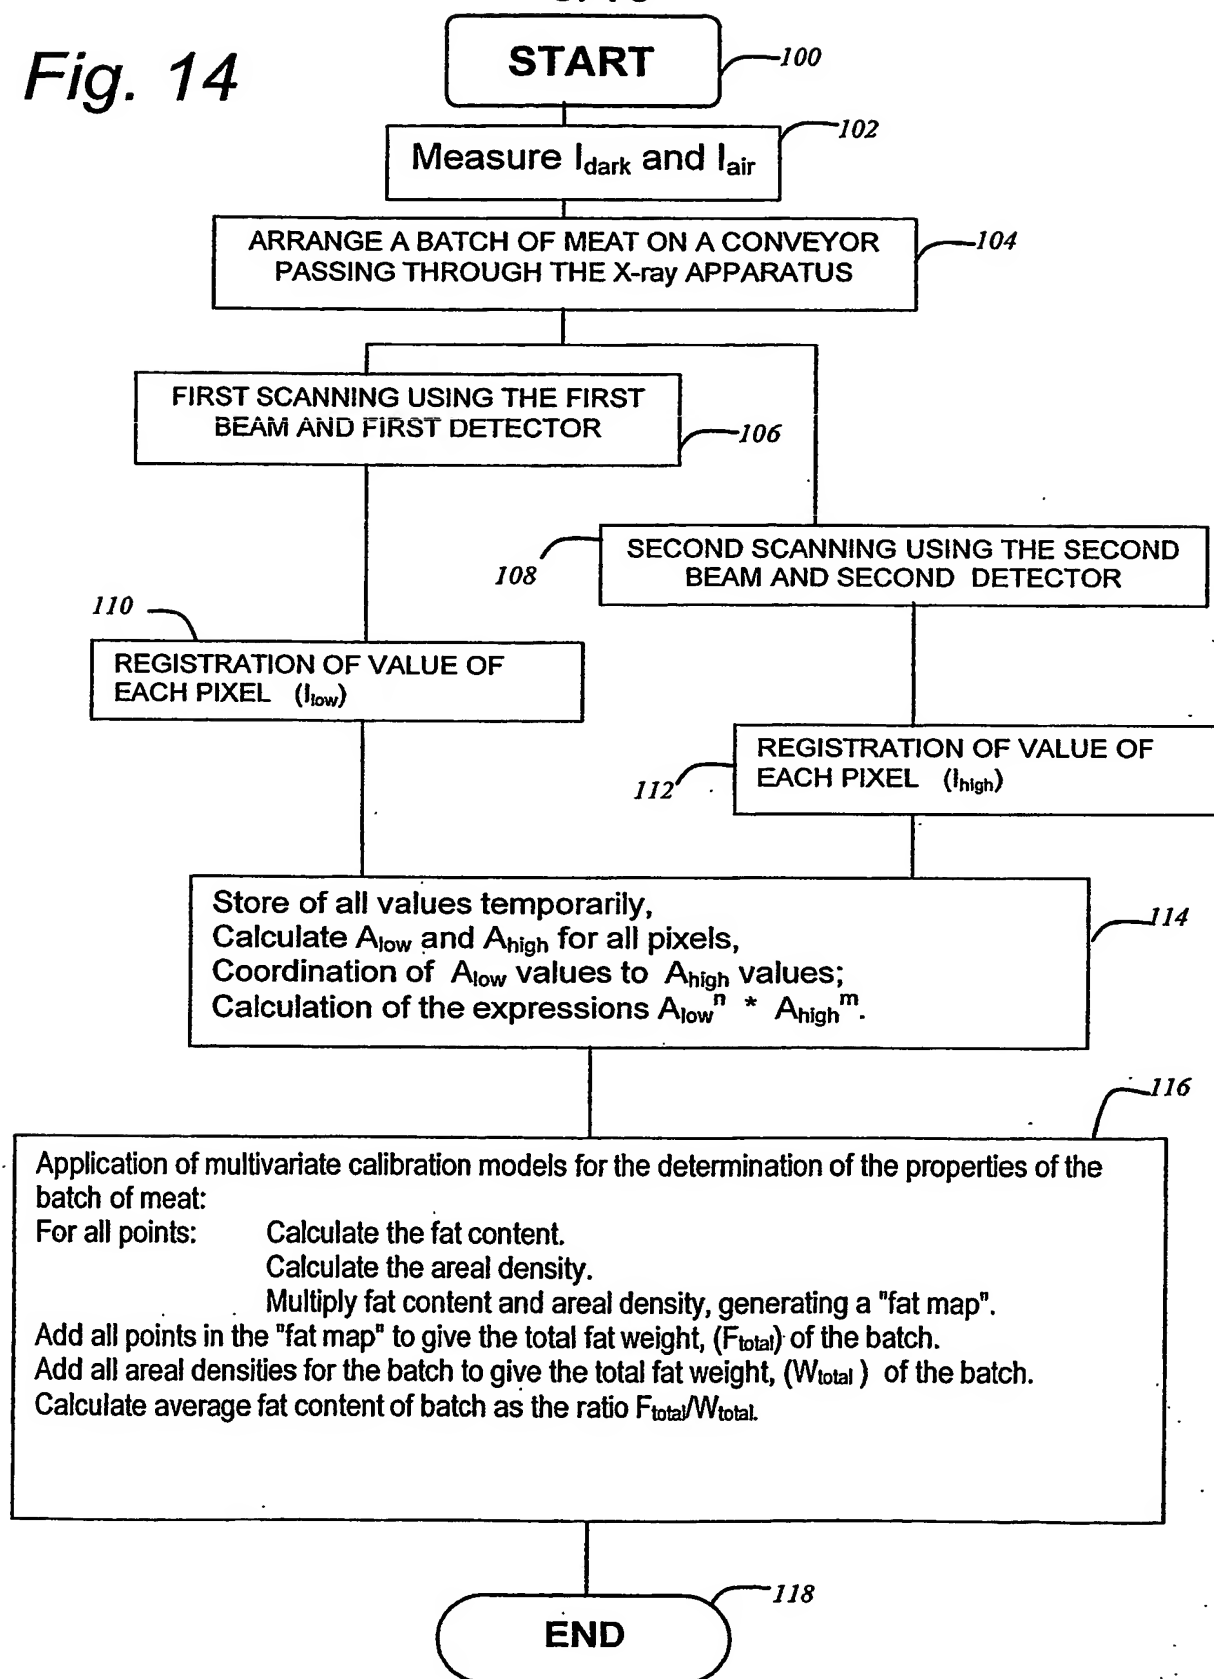 Fig. 14
START
100
Measure I_dark and I_air
102
ARRANGE A BATCH OF MEAT ON A CONVEYOR
PASSING THROUGH THE X-ray APPARATUS
104
FIRST SCANNING USING THE FIRST
BEAM AND FIRST DETECTOR
106
SECOND SCANNING USING THE SECOND
BEAM AND SECOND DETECTOR
108
110
REGISTRATION OF VALUE OF
EACH PIXEL (I_low)
REGISTRATION OF VALUE OF
EACH PIXEL (I_high)
112
Store of all values temporarily,
Calculate A_low and A_high for all pixels,
Coordination of A_low values to A_high values;
Calculation of the expressions A_low^n * A_high^m.
114
116
Application of multivariate calibration models for the determination of the properties of the
batch of meat:
For all points: Calculate the fat content.
Calculate the areal density.
Multiply fat content and areal density, generating a "fat map".
Add all points in the "fat map" to give the total fat weight, (F_total) of the batch.
Add all areal densities for the batch to give the total fat weight, (W_total ) of the batch.
Calculate average fat content of batch as the ratio F_total/W_total.
118
END